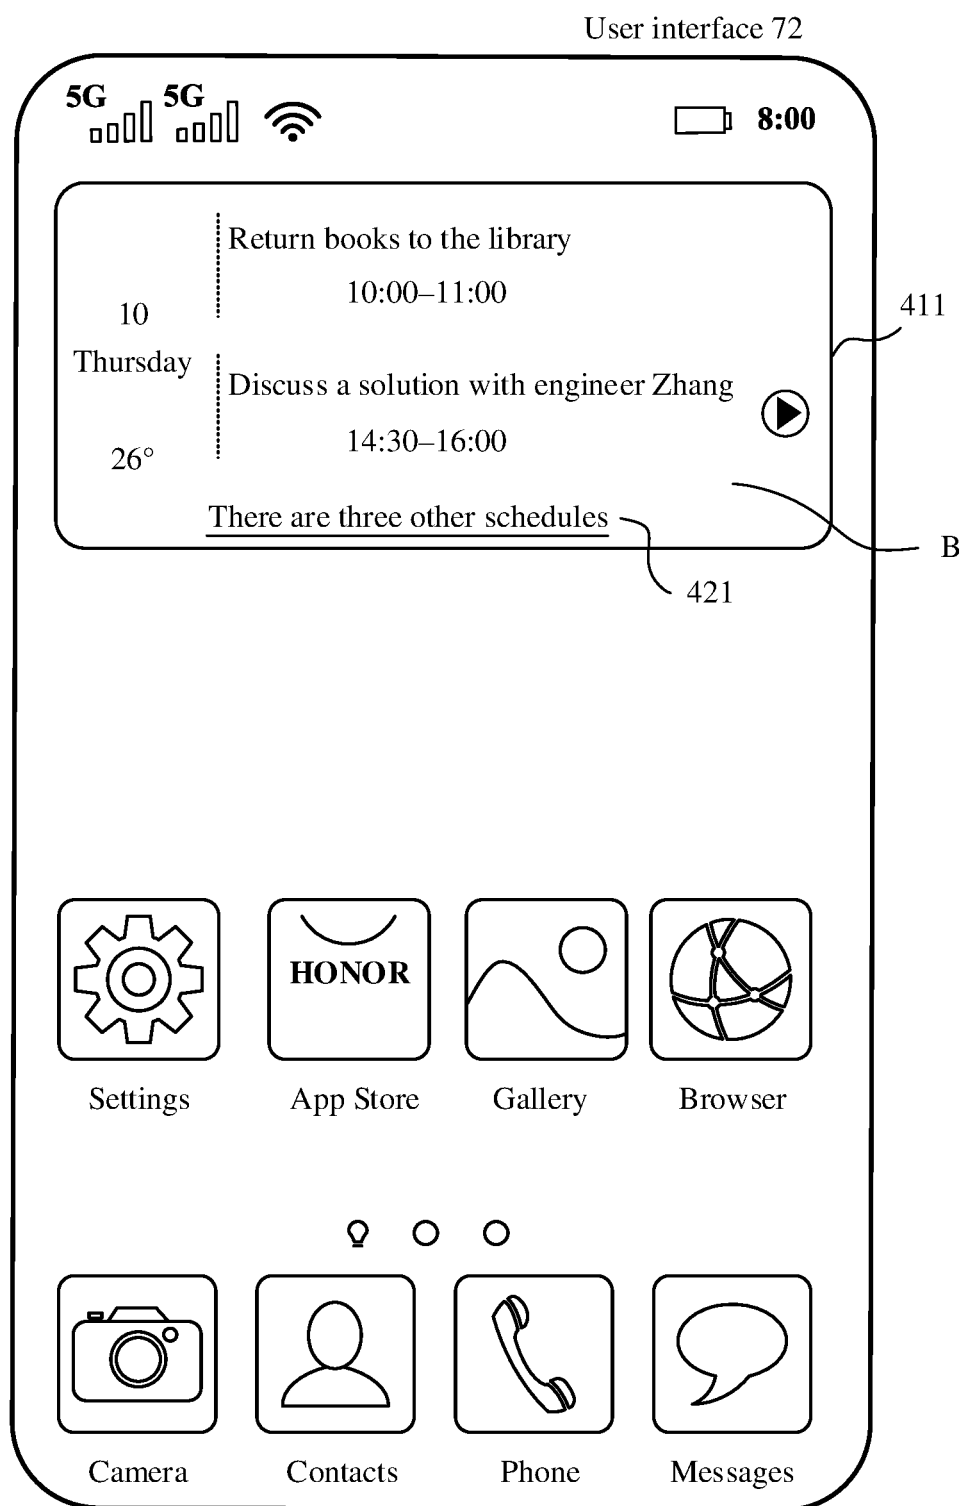 User interface 72
5G 5G 8:00
Return books to the library
10:00–11:00
10
Thursday
26°
Discuss a solution with engineer Zhang
14:30–16:00
There are three other schedules
411
B
421
HONOR
Settings App Store Gallery Browser
Camera Contacts Phone Messages